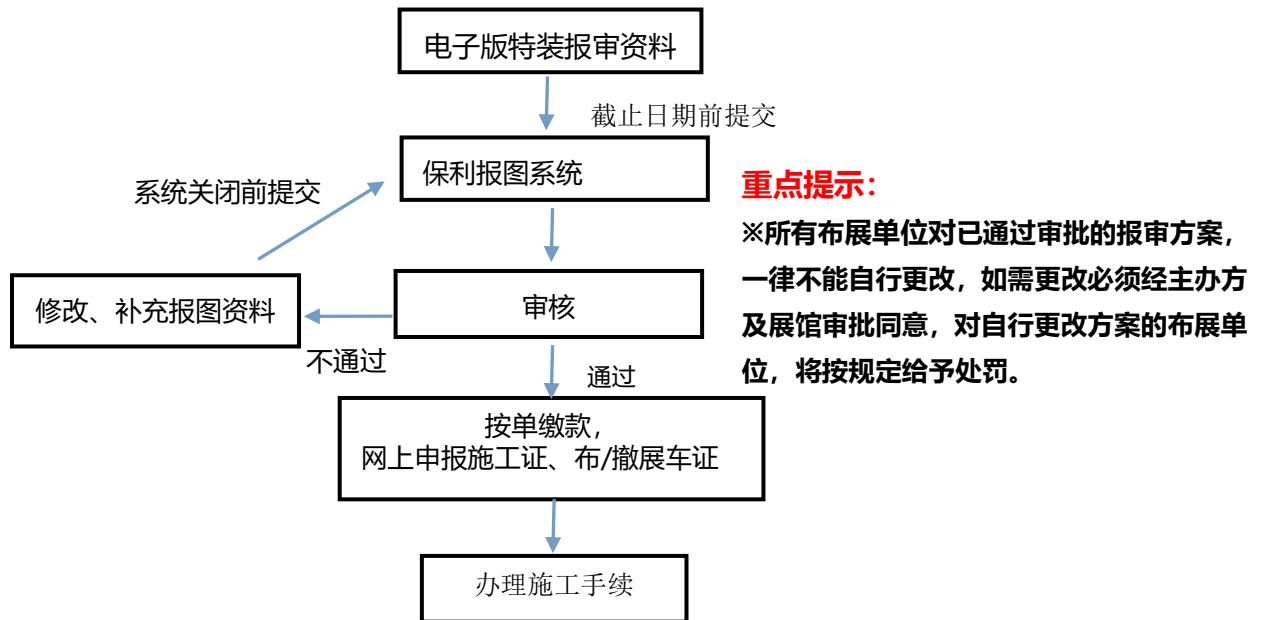 电子版特装报审资料
截止日期前提交
保利报图系统
系统关闭前提交
重点提示：
※所有布展单位对已通过审批的报审方案，
一律不能自行更改，如需更改必须经主办方
及展馆审批同意，对自行更改方案的布展单
位，将按规定给予处罚。
修改、补充报图资料
审核
不通过
通过
按单缴款，
网上申报施工证、布/撤展车证
办理施工手续